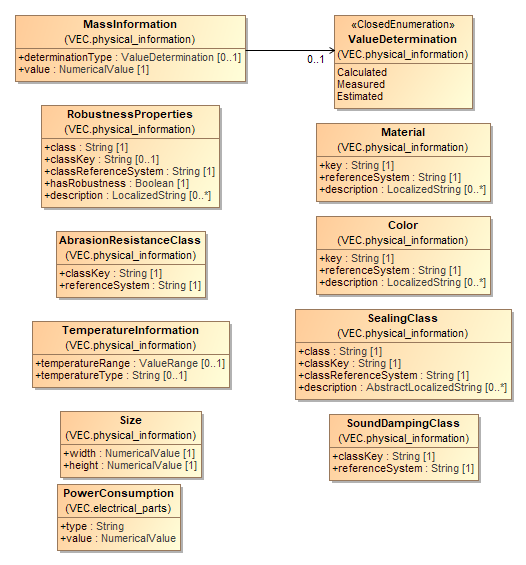 MassInformation
(VEC.physical_information)
+determinationType : ValueDetermination [0..1]
+value : NumericalValue [1]
0..1
«ClosedEnumeration»
ValueDetermination
(VEC.physical_information)
Calculated
Measured
Estimated
RobustnessProperties
(VEC.physical_information)
+class : String [1]
+classKey : String [0..1]
+classReferenceSystem : String [1]
+hasRobustness : Boolean [1]
+description : LocalizedString [0..*]
Material
(VEC.physical_information)
+key : String [1]
+referenceSystem : String [1]
+description : LocalizedString [0..*]
Color
(VEC.physical_information)
+key : String [1]
+referenceSystem : String [1]
+description : LocalizedString [0..*]
AbrasionResistanceClass
(VEC.physical_information)
+classKey : String [1]
+referenceSystem : String [1]
TemperatureInformation
(VEC.physical_information)
+temperatureRange : ValueRange [0..1]
+temperatureType : String [0..1]
SealingClass
(VEC.physical_information)
+class : String [1]
+classKey : String [1]
+classReferenceSystem : String [1]
+description : AbstractLocalizedString [0..*]
Size
(VEC.physical_information)
+width : NumericalValue [1]
+height : NumericalValue [1]
SoundDampingClass
(VEC.physical_information)
+classKey : String [1]
+referenceSystem : String [1]
PowerConsumption
(VEC.electrical_parts)
+type : String
+value : NumericalValue